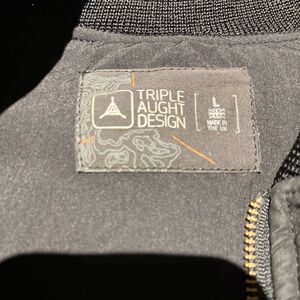 TRIPLE
AUGHT
DESIGN
L
MADE IN
THE UK